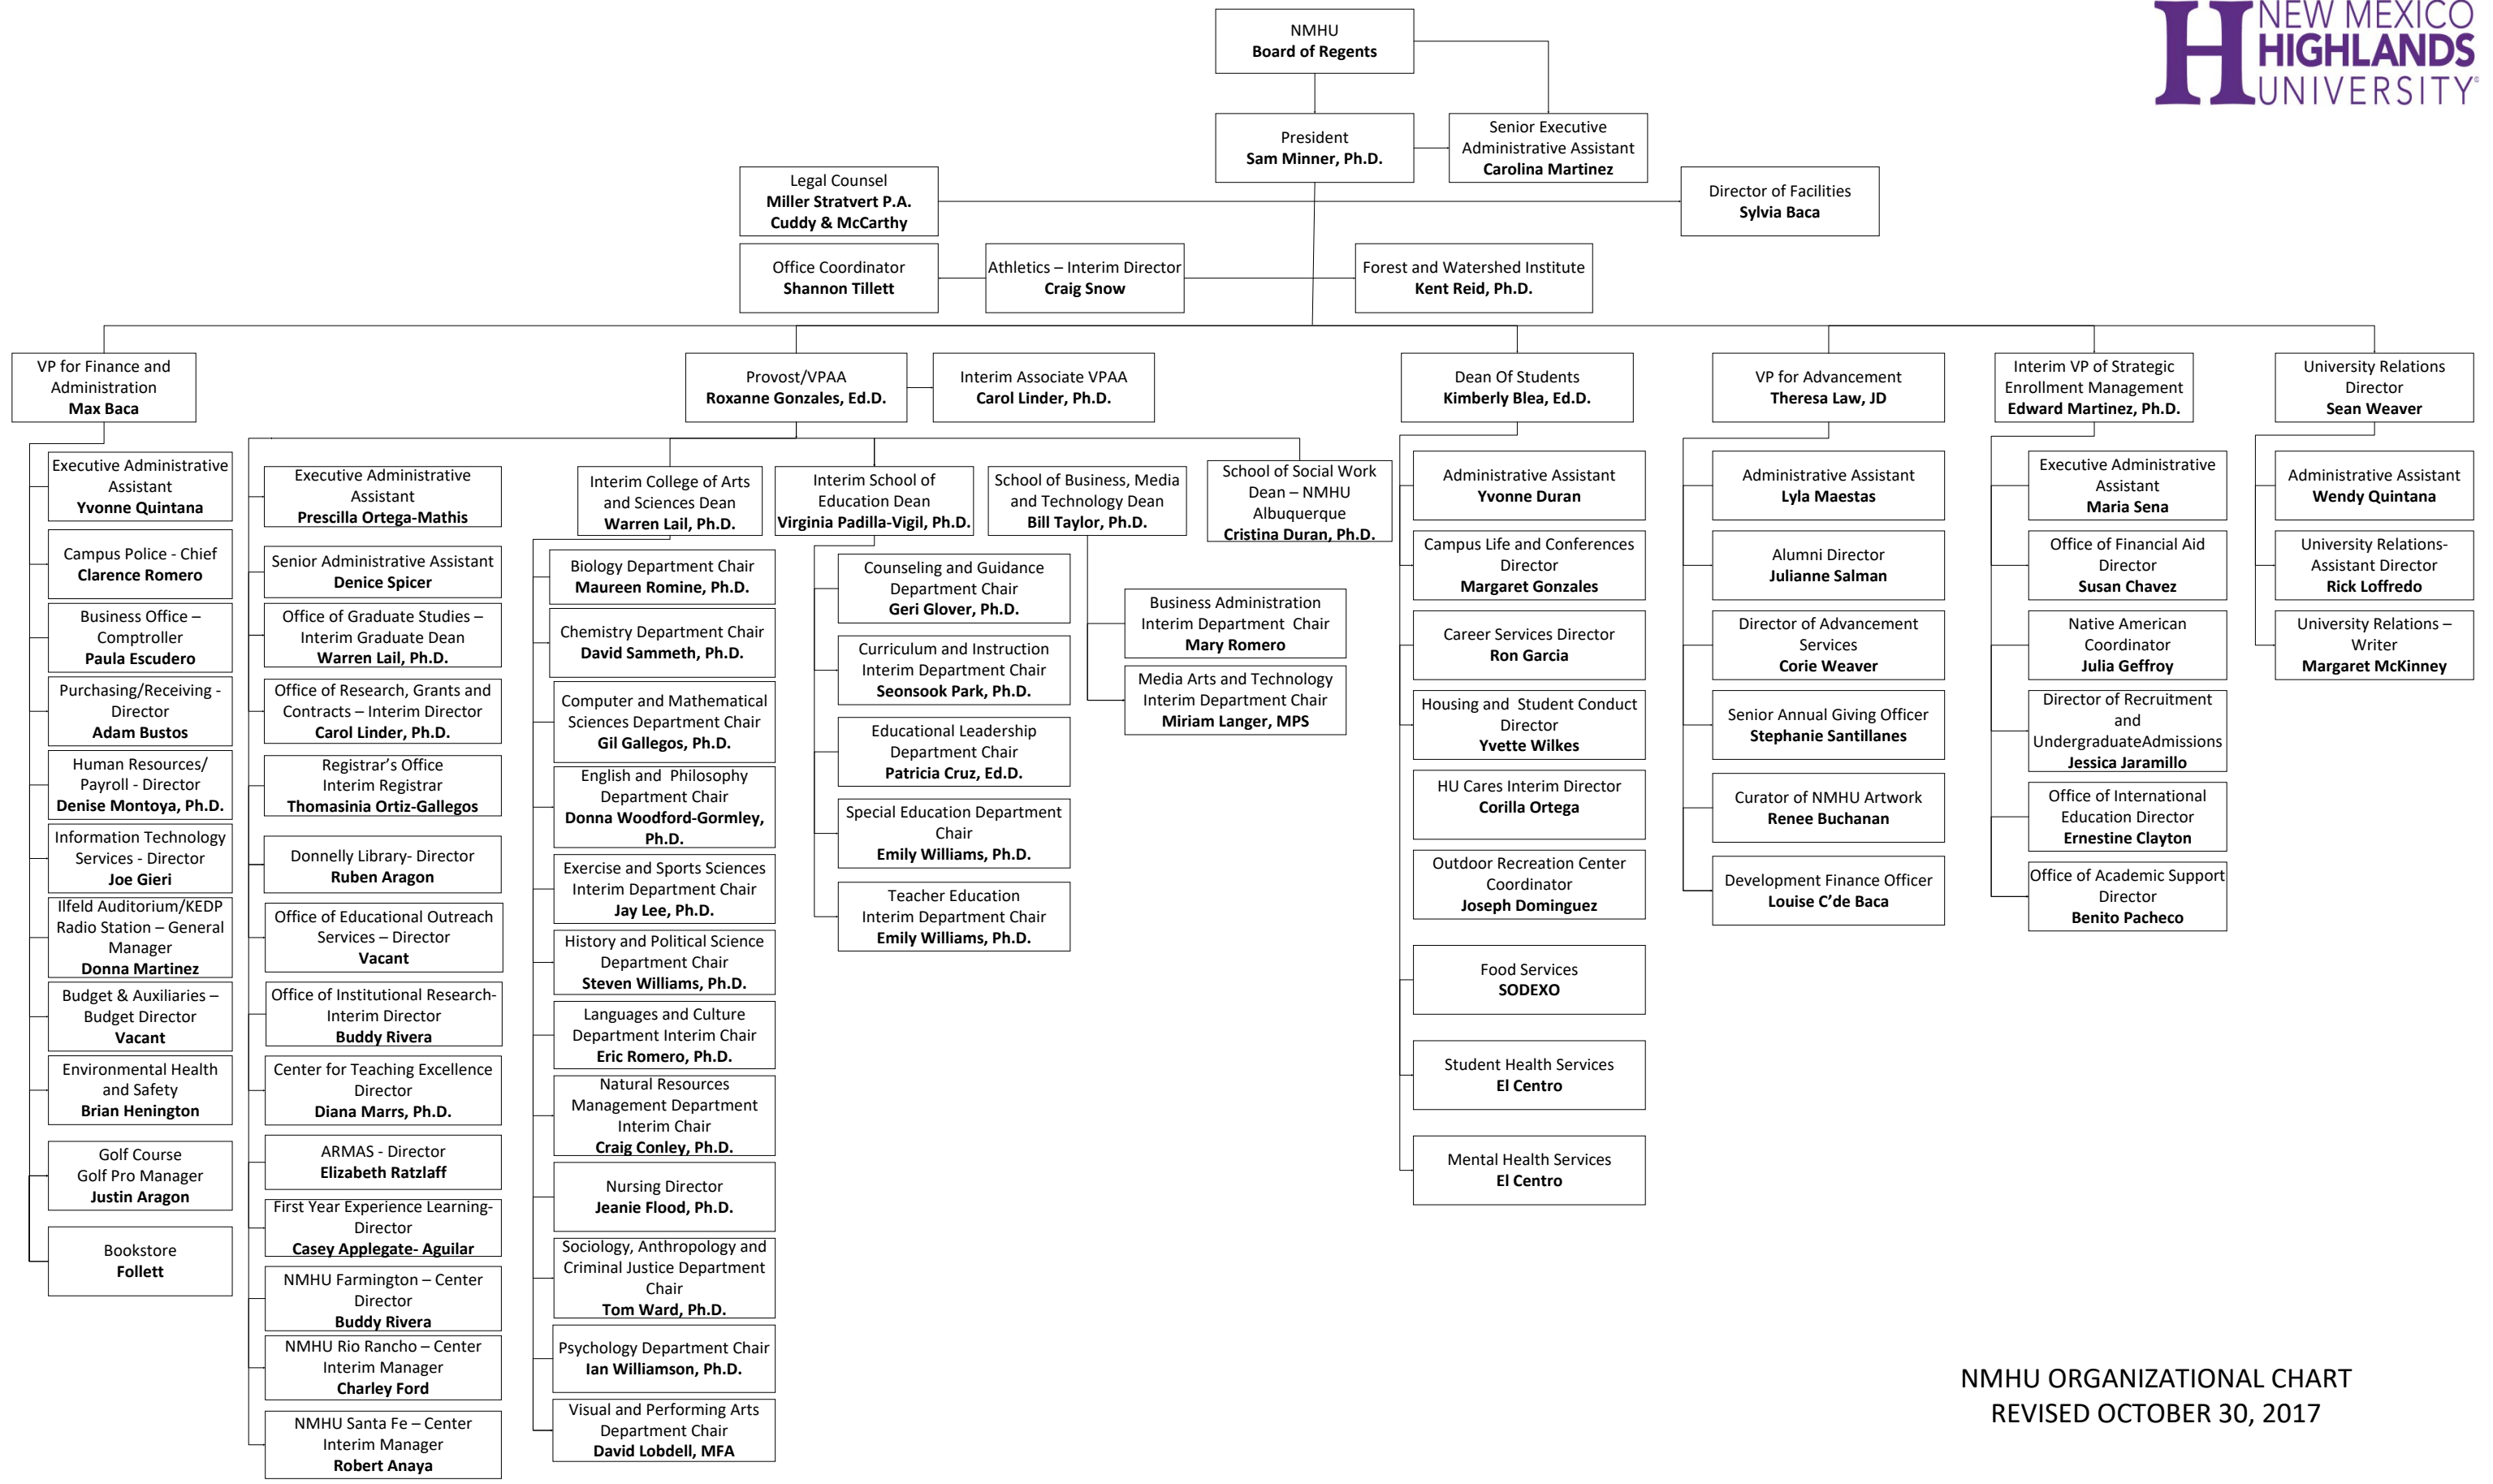 NEW MEXICO
HIGHLANDS
UNIVERSITY
NMHU
Board of Regents
President
Sam Minner, Ph.D.
Senior Executive
Administrative Assistant
Carolina Martinez
Legal Counsel
Miller Stratvert P.A.
Cuddy & McCarthy
Director of Facilities
Sylvia Baca
Office Coordinator
Shannon Tillett
Athletics – Interim Director
Craig Snow
Forest and Watershed Institute
Kent Reid, Ph.D.
VP for Finance and
Administration
Max Baca
Provost/VPAA
Roxanne Gonzales, Ed.D.
Interim Associate VPAA
Carol Linder, Ph.D.
Dean Of Students
Kimberly Blea, Ed.D.
VP for Advancement
Theresa Law, JD
Interim VP of Strategic
Enrollment Management
Edward Martinez, Ph.D.
University Relations
Director
Sean Weaver
Executive Administrative
Assistant
Yvonne Quintana
Campus Police - Chief
Clarence Romero
Business Office –
Comptroller
Paula Escudero
Purchasing/Receiving -
Director
Adam Bustos
Human Resources/
Payroll - Director
Denise Montoya, Ph.D.
Information Technology
Services - Director
Joe Gieri
Ilfeld Auditorium/KEDP
Radio Station – General
Manager
Donna Martinez
Budget & Auxiliaries –
Budget Director
Vacant
Environmental Health
and Safety
Brian Henington
Golf Course
Golf Pro Manager
Justin Aragon
Bookstore
Follett
Executive Administrative
Assistant
Prescilla Ortega-Mathis
Senior Administrative Assistant
Denice Spicer
Office of Graduate Studies –
Interim Graduate Dean
Warren Lail, Ph.D.
Office of Research, Grants and
Contracts – Interim Director
Carol Linder, Ph.D.
Registrar’s Office
Interim Registrar
Thomasinia Ortiz-Gallegos
Donnelly Library- Director
Ruben Aragon
Office of Educational Outreach
Services – Director
Vacant
Office of Institutional Research-
Interim Director
Buddy Rivera
Center for Teaching Excellence
Director
Diana Marrs, Ph.D.
ARMAS - Director
Elizabeth Ratzlaff
First Year Experience Learning-
Director
Casey Applegate- Aguilar
NMHU Farmington – Center
Director
Buddy Rivera
NMHU Rio Rancho – Center
Interim Manager
Charley Ford
NMHU Santa Fe – Center
Interim Manager
Robert Anaya
Interim College of Arts
and Sciences Dean
Warren Lail, Ph.D.
Biology Department Chair
Maureen Romine, Ph.D.
Chemistry Department Chair
David Sammeth, Ph.D.
Computer and Mathematical
Sciences Department Chair
Gil Gallegos, Ph.D.
English and  Philosophy
Department Chair
Donna Woodford-Gormley,
Ph.D.
Exercise and Sports Sciences
Interim Department Chair
Jay Lee, Ph.D.
History and Political Science
Department Chair
Steven Williams, Ph.D.
Languages and Culture
Department Interim Chair
Eric Romero, Ph.D.
Natural Resources
Management Department
Interim Chair
Craig Conley, Ph.D.
Nursing Director
Jeanie Flood, Ph.D.
Sociology, Anthropology and
Criminal Justice Department
Chair
Tom Ward, Ph.D.
Psychology Department Chair
Ian Williamson, Ph.D.
Visual and Performing Arts
Department Chair
David Lobdell, MFA
Interim School of
Education Dean
Virginia Padilla-Vigil, Ph.D.
Counseling and Guidance
Department Chair
Geri Glover, Ph.D.
Curriculum and Instruction
Interim Department Chair
Seonsook Park, Ph.D.
Educational Leadership
Department Chair
Patricia Cruz, Ed.D.
Special Education Department
Chair
Emily Williams, Ph.D.
Teacher Education
Interim Department Chair
Emily Williams, Ph.D.
School of Business, Media
and Technology Dean
Bill Taylor, Ph.D.
Business Administration
Interim Department  Chair
Mary Romero
Media Arts and Technology
Interim Department Chair
Miriam Langer, MPS
School of Social Work
Dean – NMHU
Albuquerque
Cristina Duran, Ph.D.
Administrative Assistant
Yvonne Duran
Campus Life and Conferences
Director
Margaret Gonzales
Career Services Director
Ron Garcia
Housing and  Student Conduct
Director
Yvette Wilkes
HU Cares Interim Director
Corilla Ortega
Outdoor Recreation Center
Coordinator
Joseph Dominguez
Food Services
SODEXO
Student Health Services
El Centro
Mental Health Services
El Centro
Administrative Assistant
Lyla Maestas
Alumni Director
Julianne Salman
Director of Advancement
Services
Corie Weaver
Senior Annual Giving Officer
Stephanie Santillanes
Curator of NMHU Artwork
Renee Buchanan
Development Finance Officer
Louise C’de Baca
Executive Administrative
Assistant
Maria Sena
Office of Financial Aid
Director
Susan Chavez
Native American
Coordinator
Julia Geffroy
Director of Recruitment
and
UndergraduateAdmissions
Jessica Jaramillo
Office of International
Education Director
Ernestine Clayton
Office of Academic Support
Director
Benito Pacheco
Administrative Assistant
Wendy Quintana
University Relations-
Assistant Director
Rick Loffredo
University Relations –
Writer
Margaret McKinney
NMHU ORGANIZATIONAL CHART
REVISED OCTOBER 30, 2017